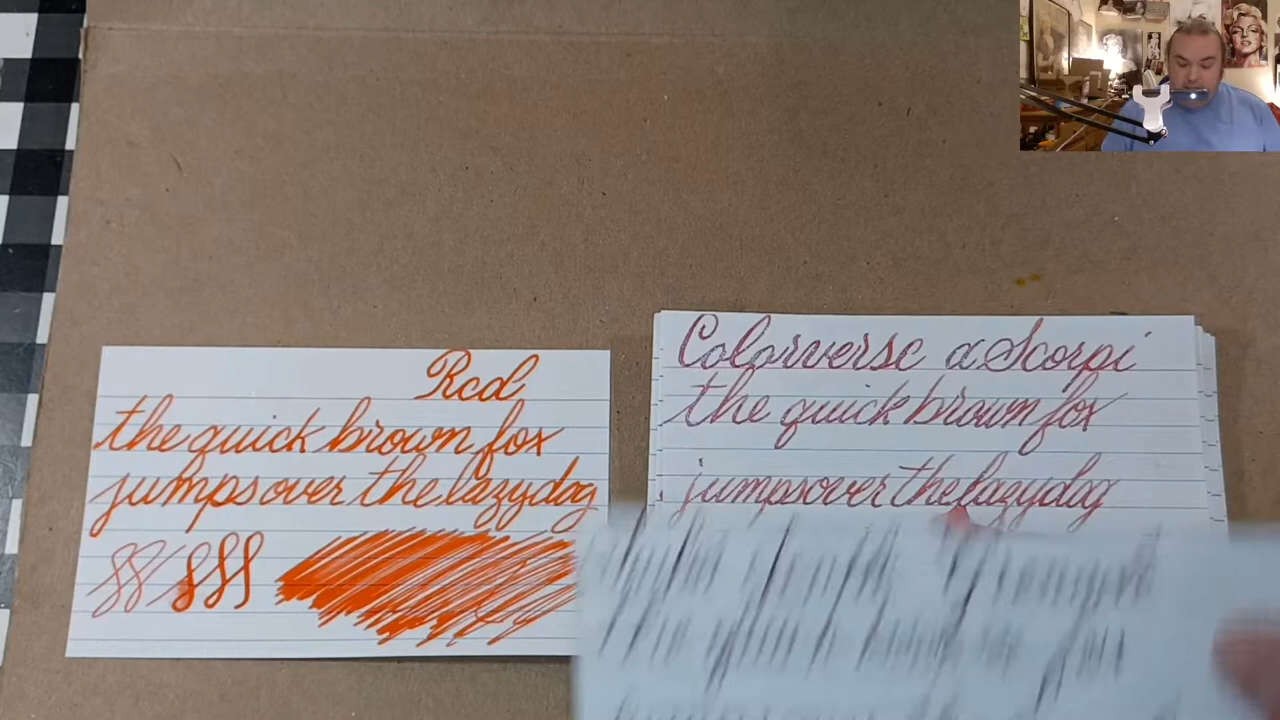 Red
the quick brown fox
jumps over the lazy dog
Colorverse α Scorpi
the quick brown fox
jumps over the lazy dog